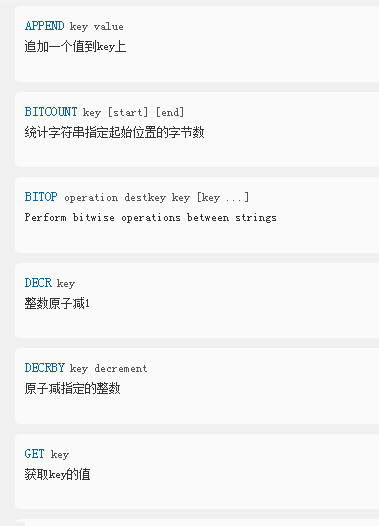 APPEND key value
追加一个值到key上
BITCOUNT key [start] [end]
统计字符串指定起始位置的字节数
BITOP operation destkey key [key ...]
Perform bitwise operations between strings
DECR key
整数原子减1
DECRBY key decrement
原子减指定的整数
GET key
获取key的值